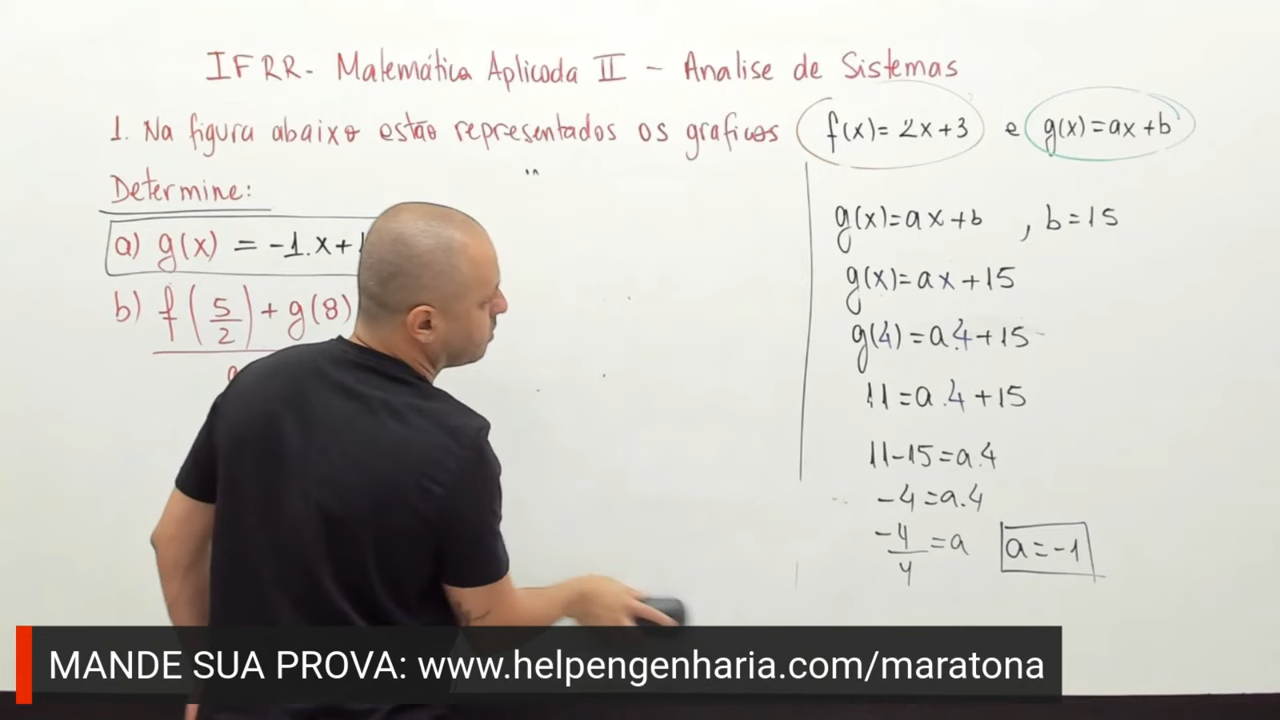 IFRR- Matemática Aplicada II - Analise de Sistemas
1. Na figura abaixo estão representados os graficos f(x)=2x+3 e g(x)=ax+b
Determine:
a) g(x) = -1.x+1
b) f(5/2)+g(8)
g(x)=ax+b , b=15
g(x)=ax+15
g(4)=a.4+15
11=a.4+15
11-15=a.4
-4=a.4
-4/4=a a=-1
MANDE SUA PROVA: www.helpengenharia.com/maratona